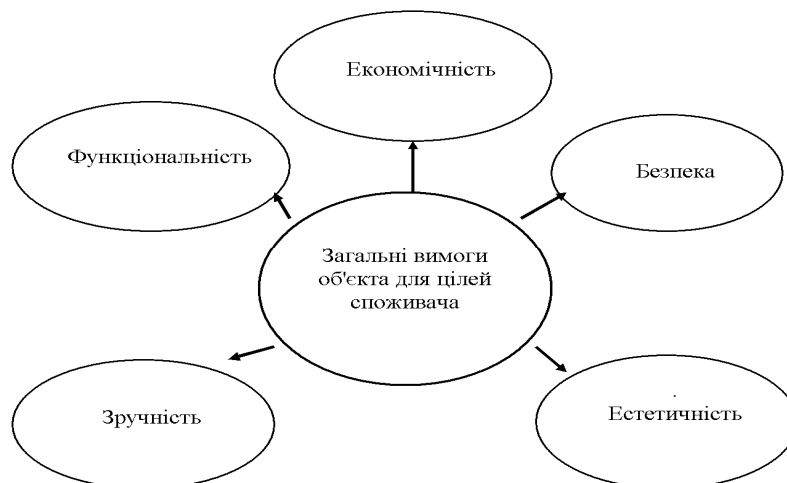 Економічність
Функціональність
Безпека
Загальні вимоги
об'єкта для цілей
споживача
Зручність
Естетичність